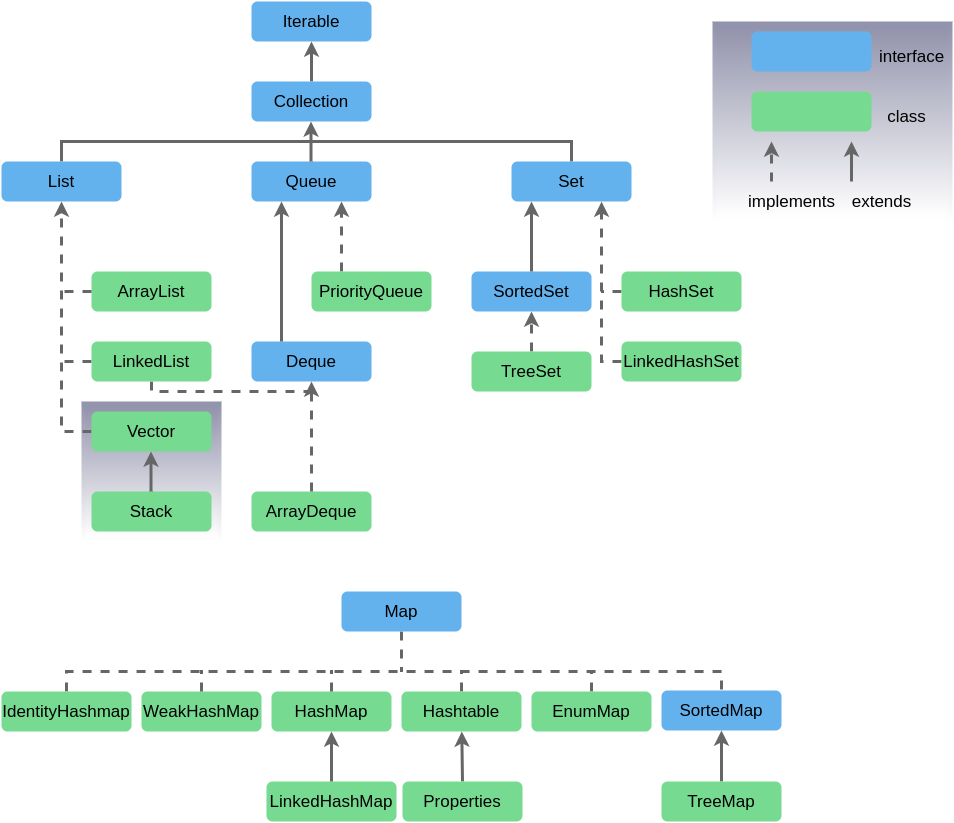 Iterable
interface
Collection
class
List
Queue
Set
implements
extends
ArrayList
PriorityQueue
SortedSet
HashSet
LinkedList
Deque
TreeSet
LinkedHashSet
Vector
Stack
ArrayDeque
Map
IdentityHashmap
WeakHashMap
HashMap
Hashtable
EnumMap
SortedMap
LinkedHashMap
Properties
TreeMap